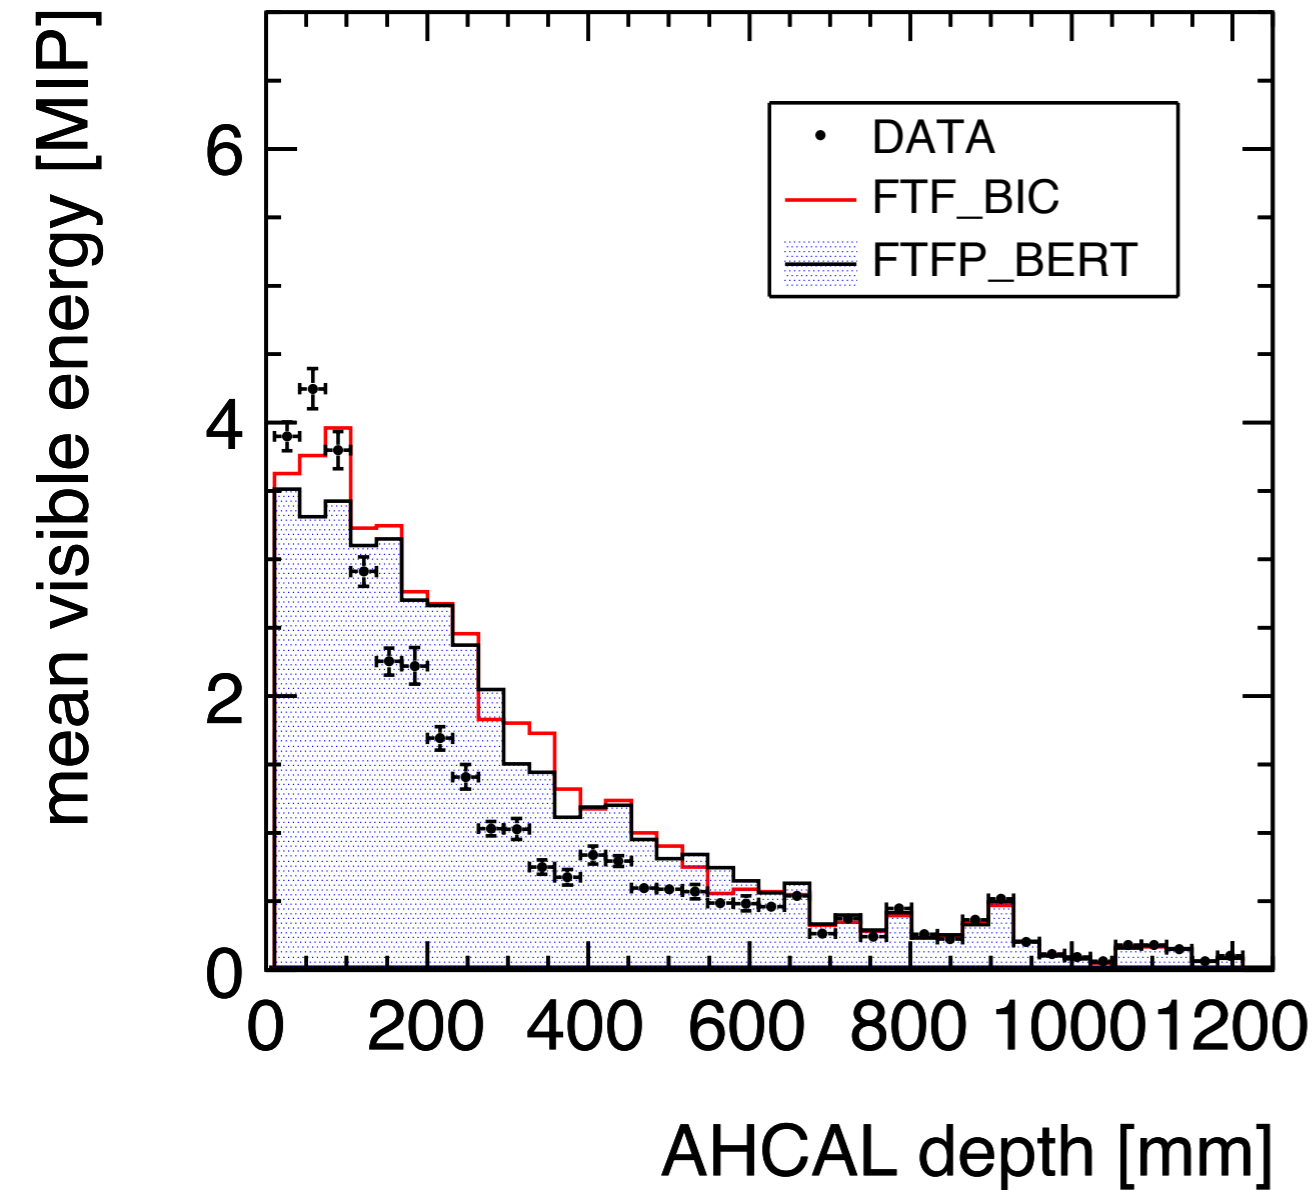 mean visible energy [MIP]
6
4
2
0
DATA
FTF_BIC
FTFP_BERT
0 200 400 600 800 1000 1200
AHCAL depth [mm]